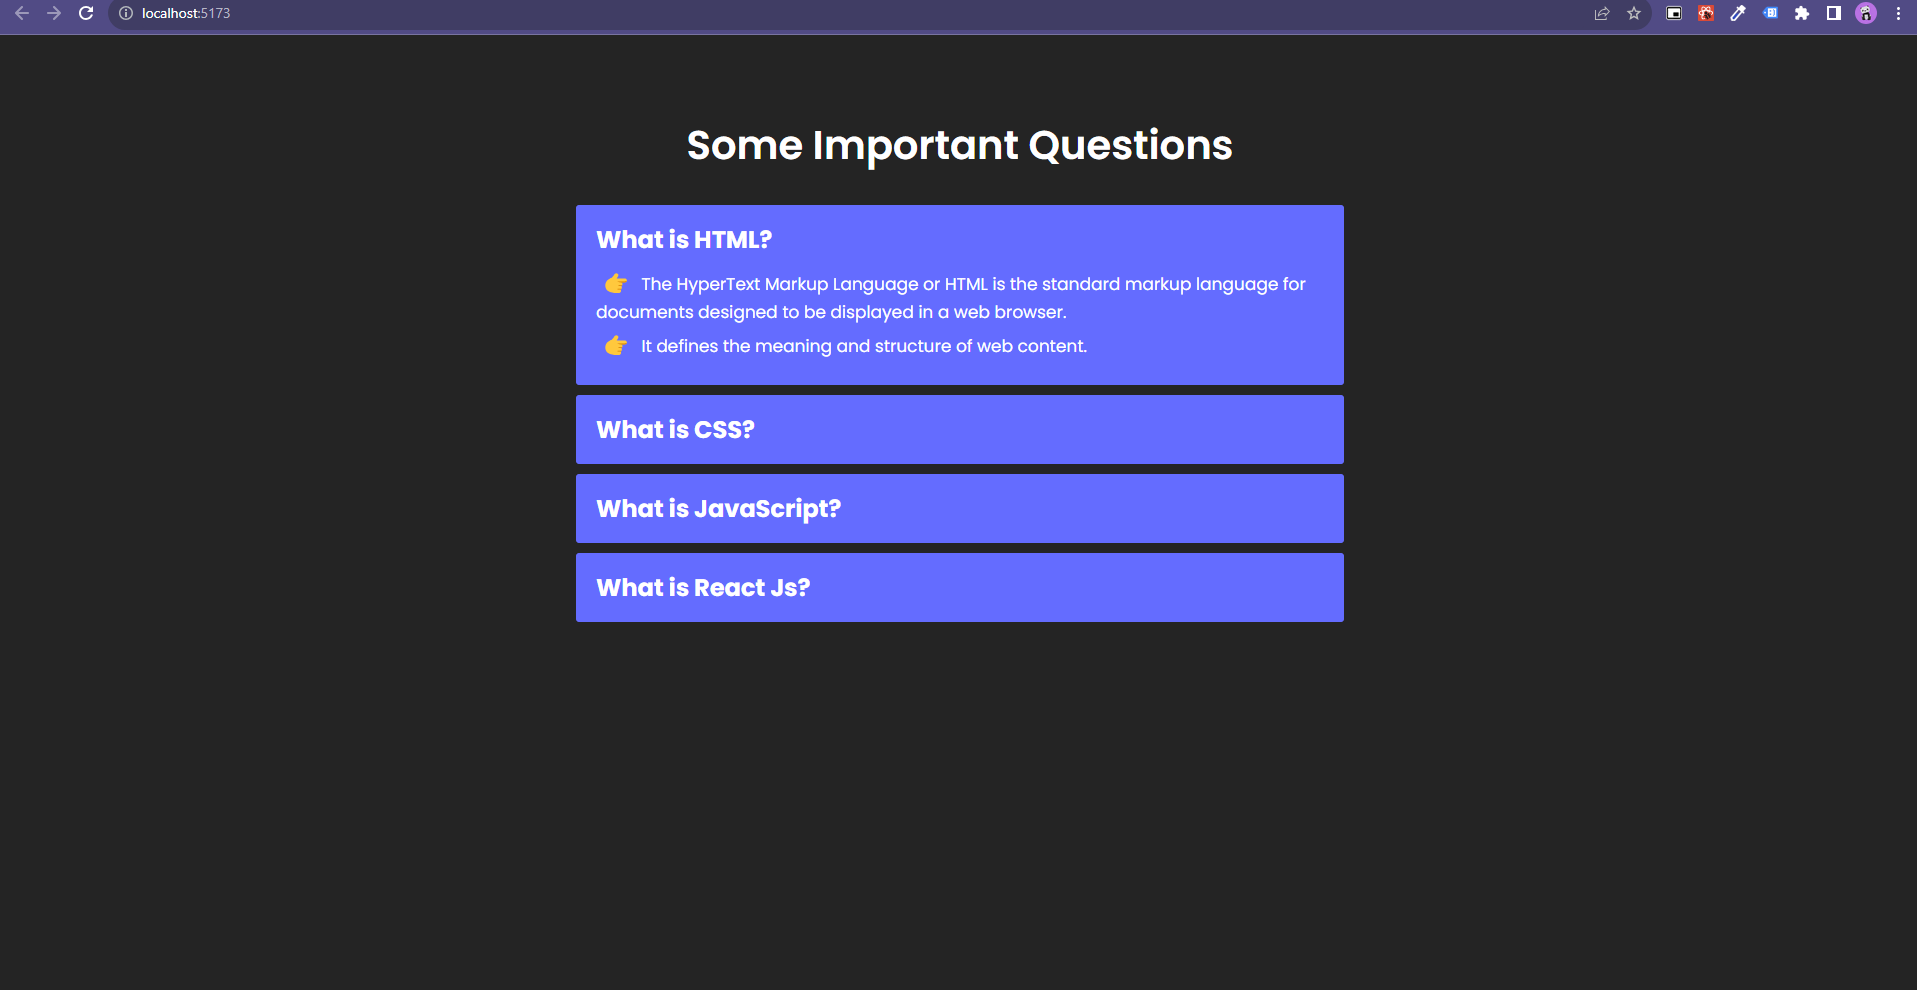 localhost:5173
Some Important Questions
What is HTML?
👉 The HyperText Markup Language or HTML is the standard markup language for
documents designed to be displayed in a web browser.
👉 It defines the meaning and structure of web content.
What is CSS?
What is JavaScript?
What is React Js?